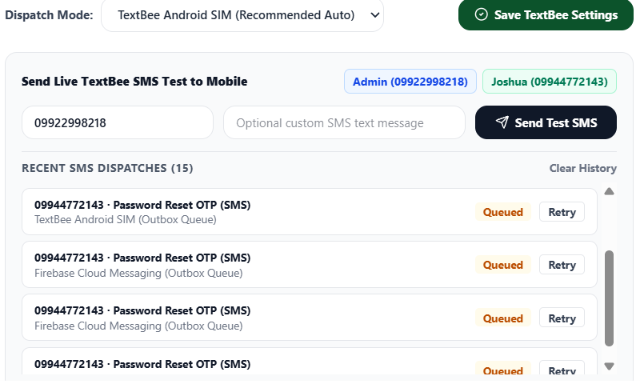 Dispatch Mode: TextBee Android SIM (Recommended Auto) Save TextBee Settings
Send Live TextBee SMS Test to Mobile Admin (09922998218) Joshua (09944772143)
09922998218 Optional custom SMS text message Send Test SMS
RECENT SMS DISPATCHES (15) Clear History
09944772143 · Password Reset OTP (SMS) Queued Retry
TextBee Android SIM (Outbox Queue)
09944772143 · Password Reset OTP (SMS) Queued Retry
Firebase Cloud Messaging (Outbox Queue)
09944772143 · Password Reset OTP (SMS) Queued Retry
Firebase Cloud Messaging (Outbox Queue)
09944772143 · Password Reset OTP (SMS) Queued Retry